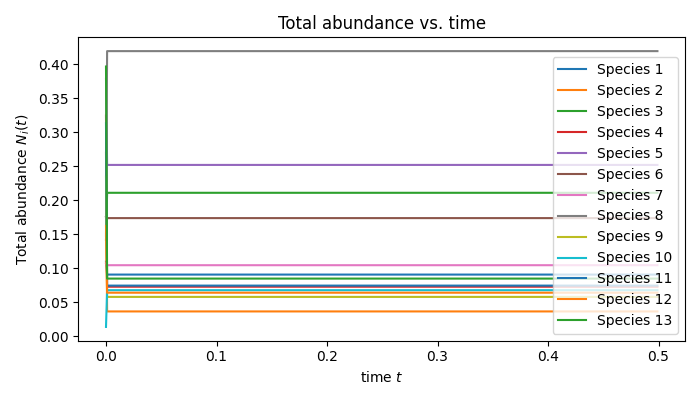 Total abundance vs. time
Total abundance $N_i(t)$
0.40
0.35
0.30
0.25
0.20
0.15
0.10
0.05
0.00
0.0
0.1
0.2
0.3
0.4
0.5
time t
Species 1
Species 2
Species 3
Species 4
Species 5
Species 6
Species 7
Species 8
Species 9
Species 10
Species 11
Species 12
Species 13